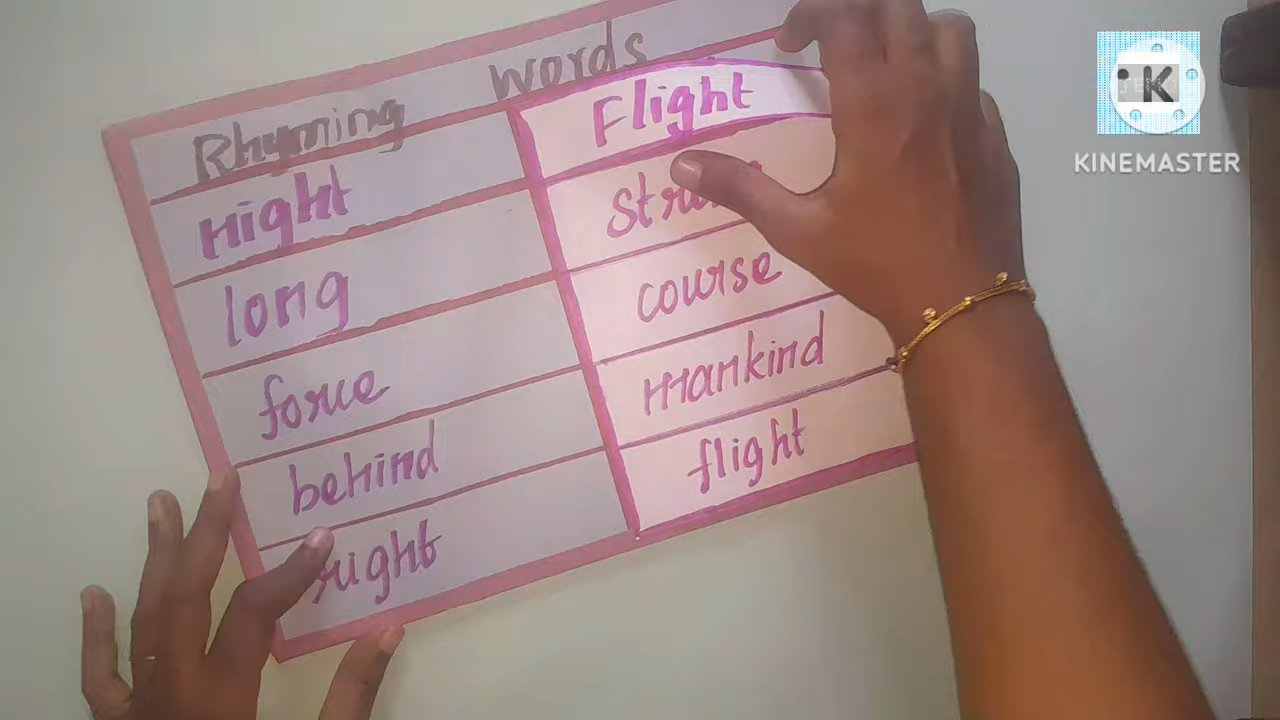 Rhyming words
Night Flight
long
force course
behind mankind
right flight
KINEMASTER